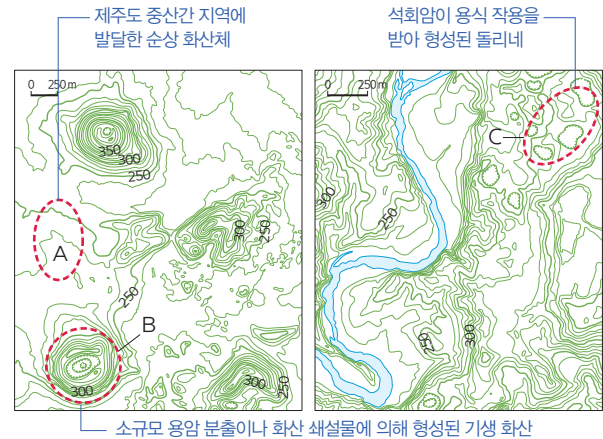 제주도 중산간 지역에
발달한 순상 화산체
석회암이 용식 작용을
받아 형성된 돌리네
0 250m
350
300
250
A
300
250
250
B
300
300
250
0 250m
C
300
250
250
300
소규모 용암 분출이나 화산 쇄설물에 의해 형성된 기생 화산